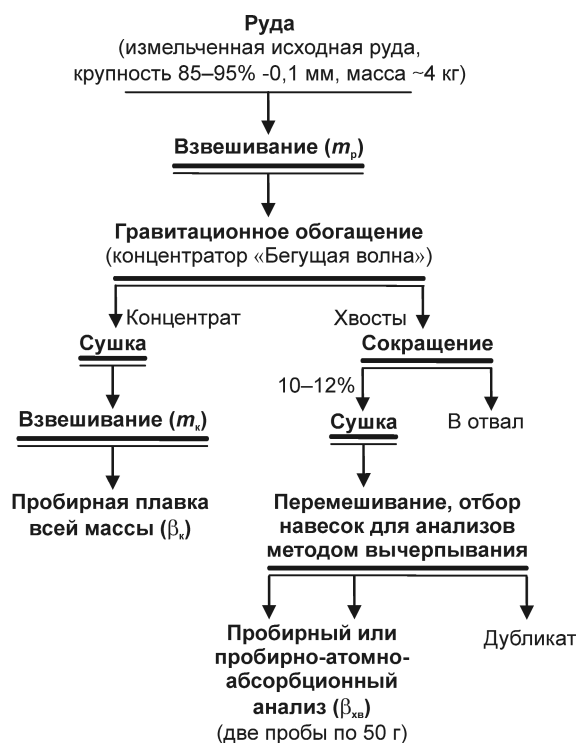 Руда
(измельченная исходная руда,
крупность 85–95% -0,1 мм, масса ~4 кг)
Взвешивание (mр)
Гравитационное обогащение
(концентратор «Бегущая волна»)
Концентрат
Хвосты
Сушка
Сокращение
10–12%
Взвешивание (mк)
Сушка
В отвал
Пробирная плавка
всей массы (βк)
Перемешивание, отбор
навесок для анализов
методом вычерпывания
Пробирный или
пробирно-атомно-
абсорбционный
анализ (βхв)
(две пробы по 50 г)
Дубликат